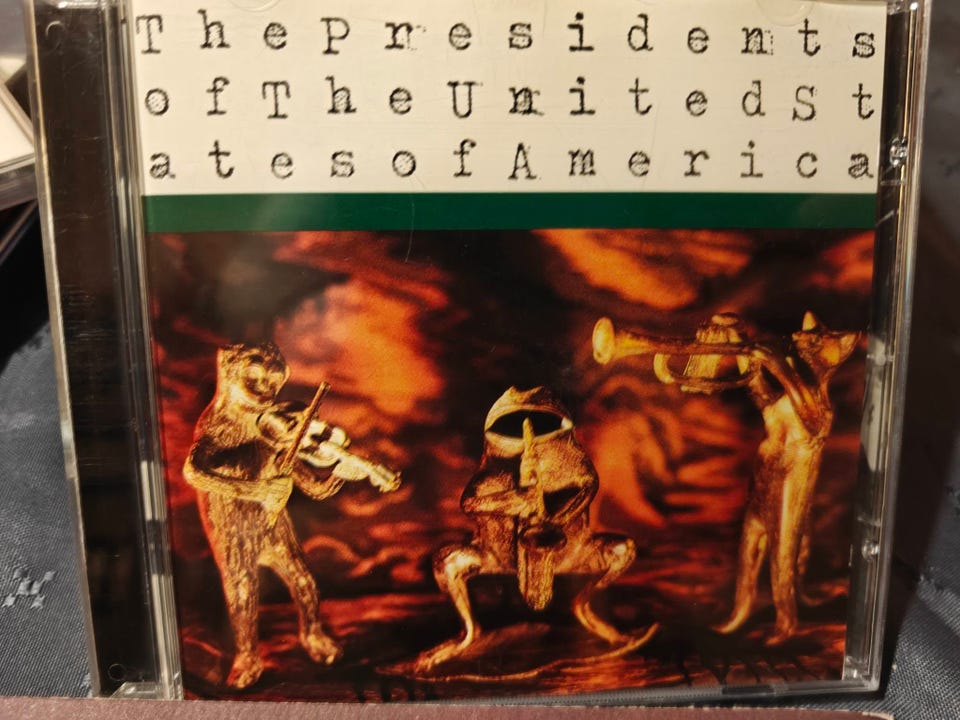 ThePresidents
ofTheUnitedSt
atesofAmerica